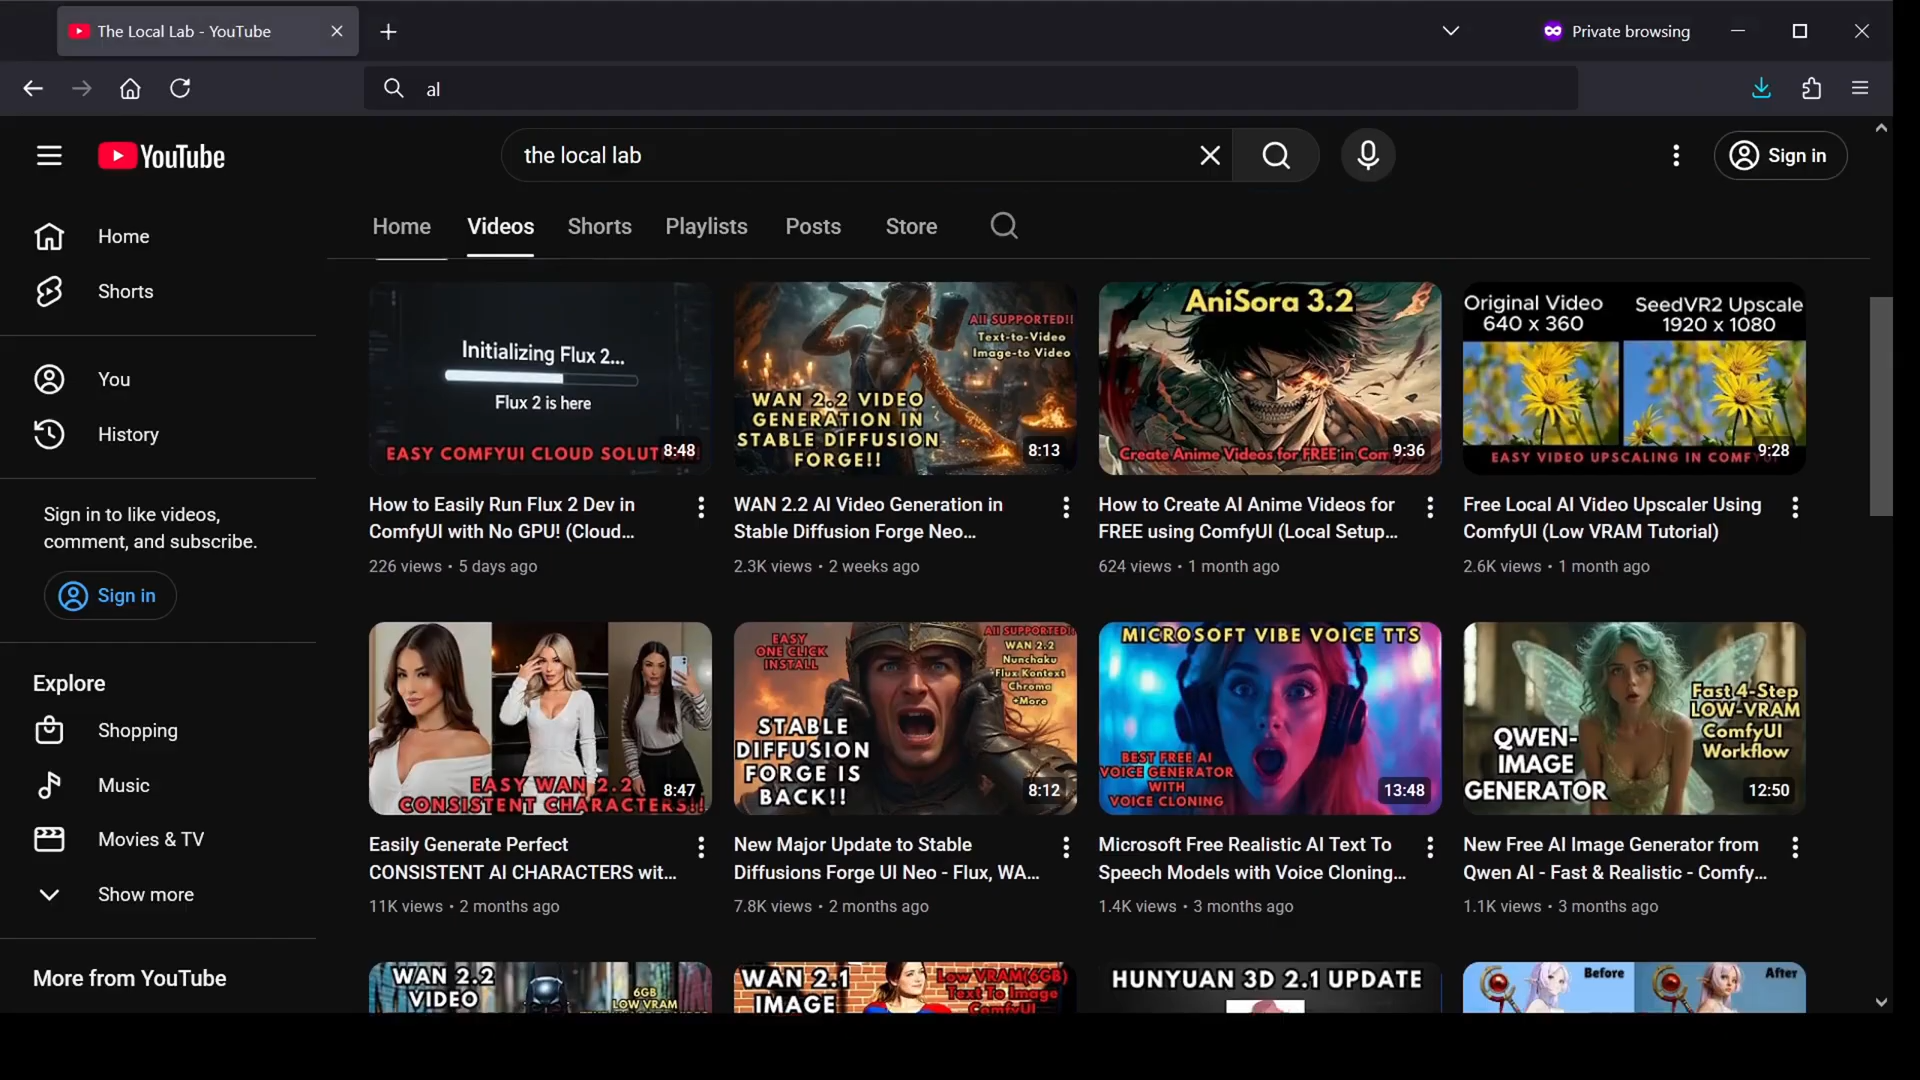 The Local Lab - YouTube
Private browsing
al
YouTube
the local lab
Sign in
Home
Videos
Shorts
Playlists
Posts
Store
Home
Shorts
You
History
Sign in to like videos,
comment, and subscribe.
Sign in
Explore
Shopping
Music
Movies & TV
Show more
More from YouTube
Initializing Flux 2...
Flux 2 is here
EASY COMFYUI CLOUD SOLUT
8:48
How to Easily Run Flux 2 Dev in
ComfyUI with No GPU! (Cloud...
226 views • 5 days ago
All SUPPORTED!!
Text-to-Video
Image-to Video
WAN 2.2 VIDEO
GENERATION IN
STABLE DIFFUSION
FORGE!!
8:13
WAN 2.2 AI Video Generation in
Stable Diffusion Forge Neo...
2.3K views • 2 weeks ago
AniSora 3.2
Create Anime Videos for FREE in Com
9:36
How to Create AI Anime Videos for
FREE using ComfyUI (Local Setup...
624 views • 1 month ago
Original Video
640 x 360
SeedVR2 Upscale
1920 x 1080
EASY VIDEO UPSCALING IN COMFYUI
9:28
Free Local AI Video Upscaler Using
ComfyUI (Low VRAM Tutorial)
2.6K views • 1 month ago
EASY WAN 2.2
CONSISTENT CHARACTERS!!
8:47
Easily Generate Perfect
CONSISTENT AI CHARACTERS wit...
11K views • 2 months ago
EASY
ONE CLICK
INSTALL
All SUPPORTED!!
WAN 2.2
Nunchaku
Flux Kontext
Chroma
+More
STABLE
DIFFUSION
FORGE IS
BACK!!
8:12
New Major Update to Stable
Diffusions Forge UI Neo - Flux, WA...
7.8K views • 2 months ago
MICROSOFT VIBE VOICE TTS
BEST FREE AI
VOICE GENERATOR
WITH
VOICE CLONING
13:48
Microsoft Free Realistic AI Text To
Speech Models with Voice Cloning...
1.4K views • 3 months ago
Fast 4-Step
LOW-VRAM
ComfyUI
Workflow
QWEN-
IMAGE
GENERATOR
12:50
New Free AI Image Generator from
Qwen AI - Fast & Realistic - Comfy...
1.1K views • 3 months ago
WAN 2.2
VIDEO
6GB
LOW VRAM
WAN 2.1
IMAGE
Low VRAM(6GB)
Text To Image
ComfyUI
HUNYUAN 3D 2.1 UPDATE
Before
After